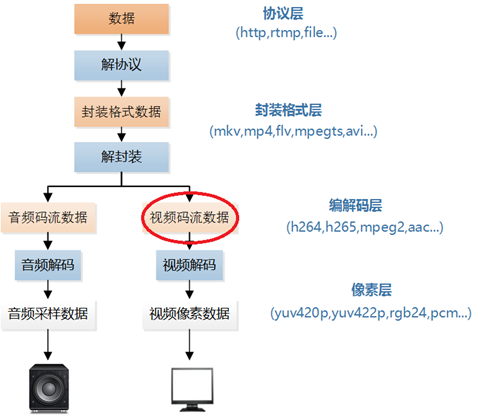 数据
协议层
(http,rtmp,file...)
解协议
封装格式数据
封装格式层
(mkv,mp4,flv,mpegts,avi...)
解封装
音频码流数据
视频码流数据
编解码层
(h264,h265,mpeg2,aac...)
音频解码
视频解码
像素层
音频采样数据
视频像素数据
(yuv420p,yuv422p,rgb24,pcm...)